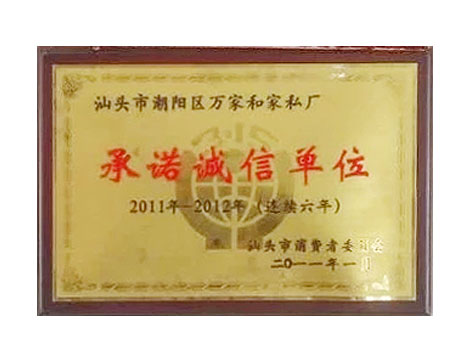 汕头市潮阳区万家和家私厂
承诺诚信单位
2011年-2012年（连续六年）
汕头市消费者委员会
二〇一一年一月